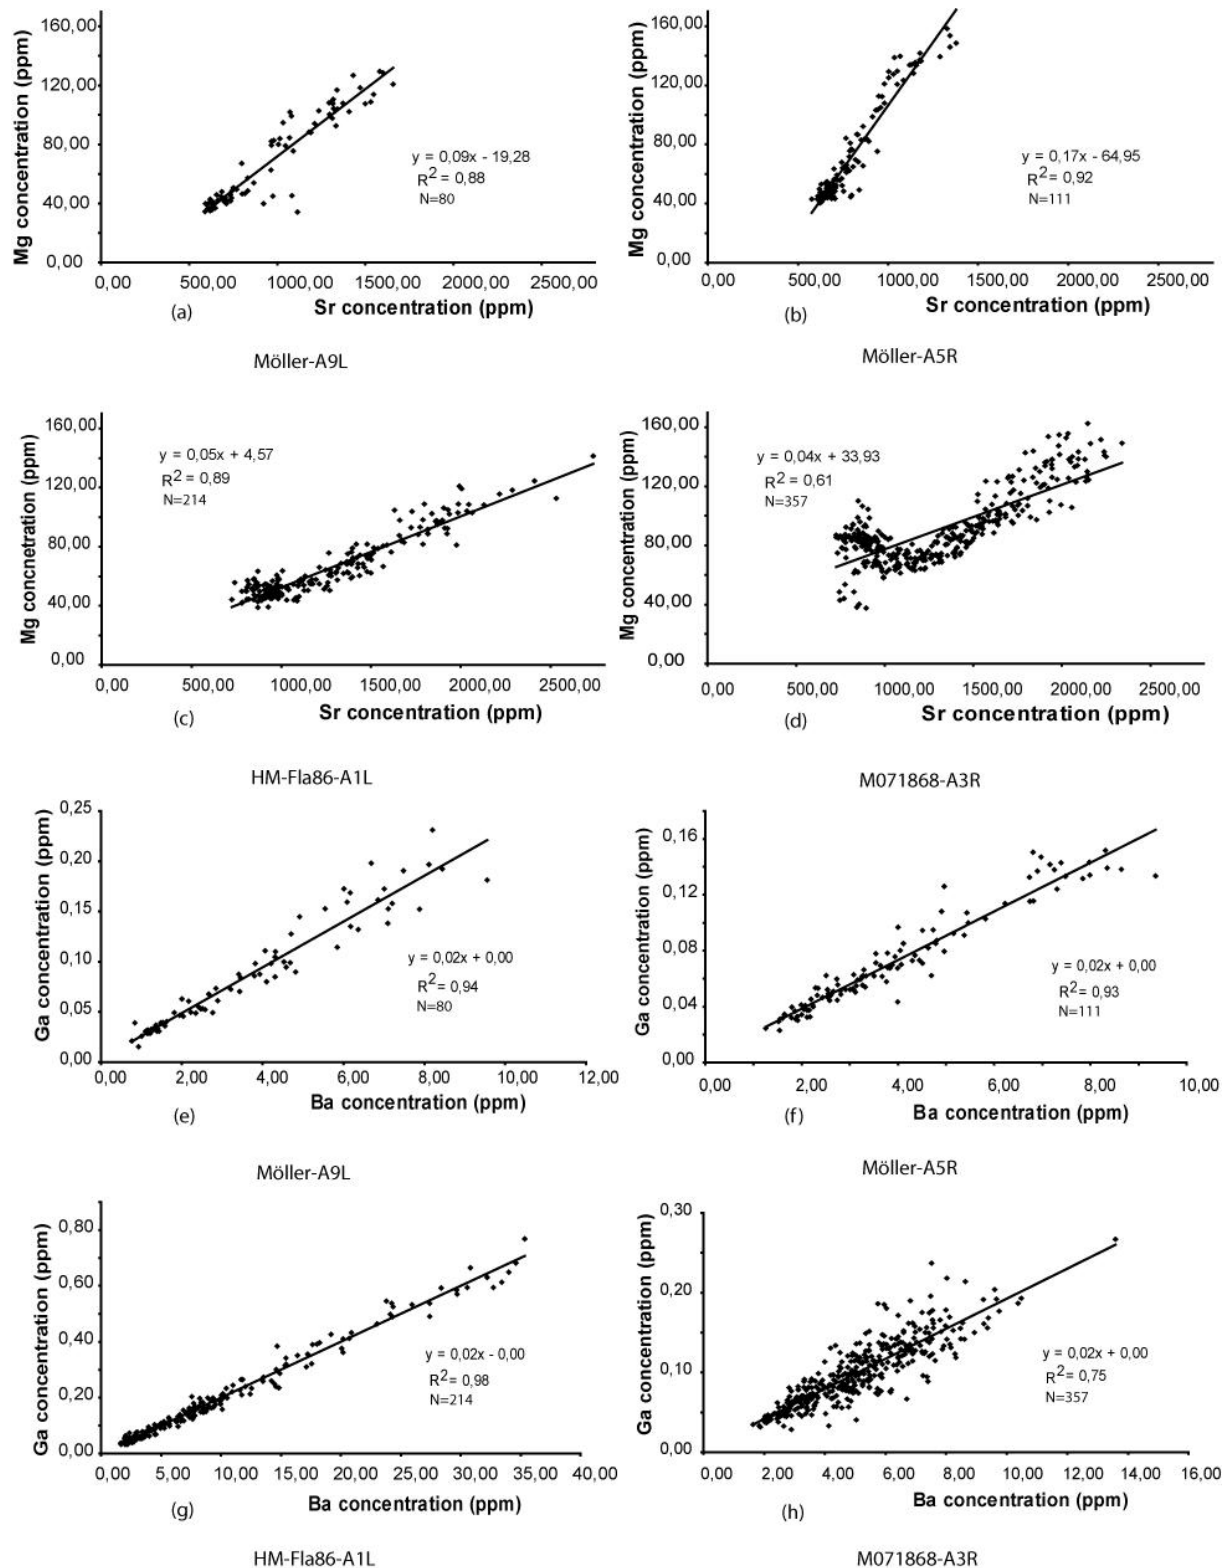 160,00
120,00
80,00
40,00
0,00
Mg concentration (ppm)
y = 0,09x - 19,28
R2 = 0,88
N=80
0,00 500,00 1000,00 1500,00 2000,00 2500,00
Sr concentration (ppm)
(a)
Möller-A9L
160,00
120,00
80,00
40,00
0,00
Mg concentration (ppm)
y = 0,17x - 64,95
R2 = 0,92
N=111
0,00 500,00 1000,00 1500,00 2000,00 2500,00
Sr concentration (ppm)
(b)
Möller-A5R
160,00
120,00
80,00
40,00
0,00
Mg concnetration (ppm)
y = 0,05x + 4,57
R2 = 0,89
N=214
0,00 500,00 1000,00 1500,00 2000,00 2500,00
Sr concentration (ppm)
(c)
HM-Fla86-A1L
160,00
120,00
80,00
40,00
0,00
Mg concentration (ppm)
y = 0,04x + 33,93
R2 = 0,61
N=357
0,00 500,00 1000,00 1500,00 2000,00 2500,00
Sr concentration (ppm)
(d)
M071868-A3R
0,25
0,20
0,15
0,10
0,05
0,00
Ga concentration (ppm)
y = 0,02x + 0,00
R2 = 0,94
N=80
0,00 2,00 4,00 6,00 8,00 10,00 12,00
Ba concentration (ppm)
(e)
Möller-A9L
0,16
0,12
0,08
0,04
0,00
Ga concentration (ppm)
y = 0,02x + 0,00
R2 = 0,93
N=111
0,00 2,00 4,00 6,00 8,00 10,00
Ba concentration (ppm)
(f)
Möller-A5R
0,80
0,60
0,40
0,20
0,00
Ga concentration (ppm)
y = 0,02x - 0,00
R2 = 0,98
N=214
0,00 5,00 10,00 15,00 20,00 25,00 30,00 35,00 40,00
Ba concentration (ppm)
(g)
HM-Fla86-A1L
0,30
0,20
0,10
0,00
Ga concentration (ppm)
y = 0,02x + 0,00
R2 = 0,75
N=357
0,00 2,00 4,00 6,00 8,00 10,00 12,00 14,00 16,00
Ba concentration (ppm)
(h)
M071868-A3R